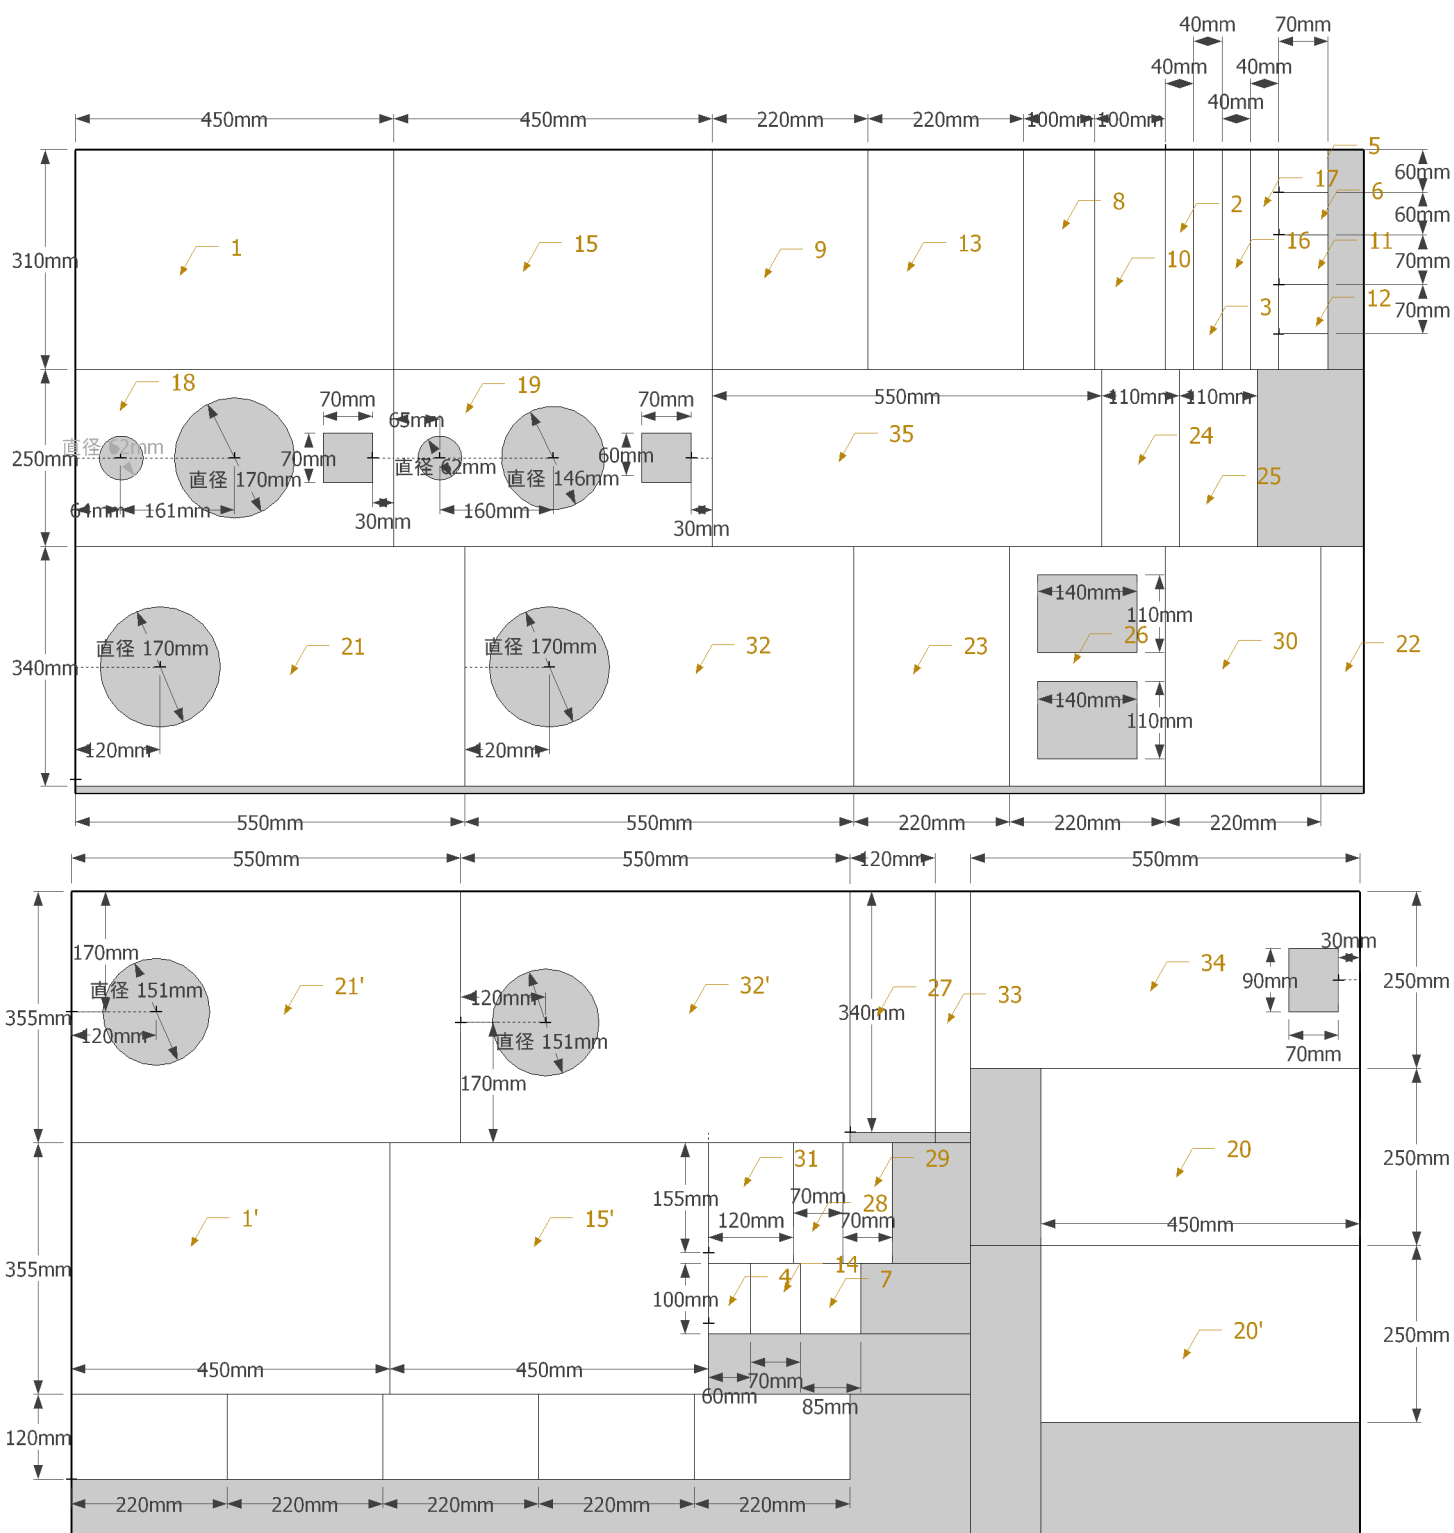 40mm 70mm
40mm 40mm
40mm
450mm 450mm 220mm 220mm 100mm 100mm
5
60mm
17 6
8 2
60mm
1 15 9 13 16 11
310mm 10 70mm
3 12
70mm
18 19
70mm 65mm 70mm 550mm 110mm 110mm
直径 62mm 35 24
250mm 70mm 直径 62mm 60mm
直径 170mm 直径 146mm 25
64mm 161mm 160mm
30mm 30mm
140mm
110mm
直径 170mm 21 直径 170mm 32 23 26 30 22
340mm
140mm
110mm
120mm 120mm
550mm 550mm 220mm 220mm 220mm
550mm 550mm 120mm 550mm
170mm 30mm
34
直径 151mm 21' 120mm 32' 27 33 90mm 250mm
355mm 340mm
120mm 直径 151mm
70mm
170mm
31 29 20 250mm
155mm 70mm 28
1' 15' 120mm 70mm 450mm
355mm 4 14 7
100mm
20' 250mm
450mm 450mm
60mm 70mm
85mm
120mm
220mm 220mm 220mm 220mm 220mm